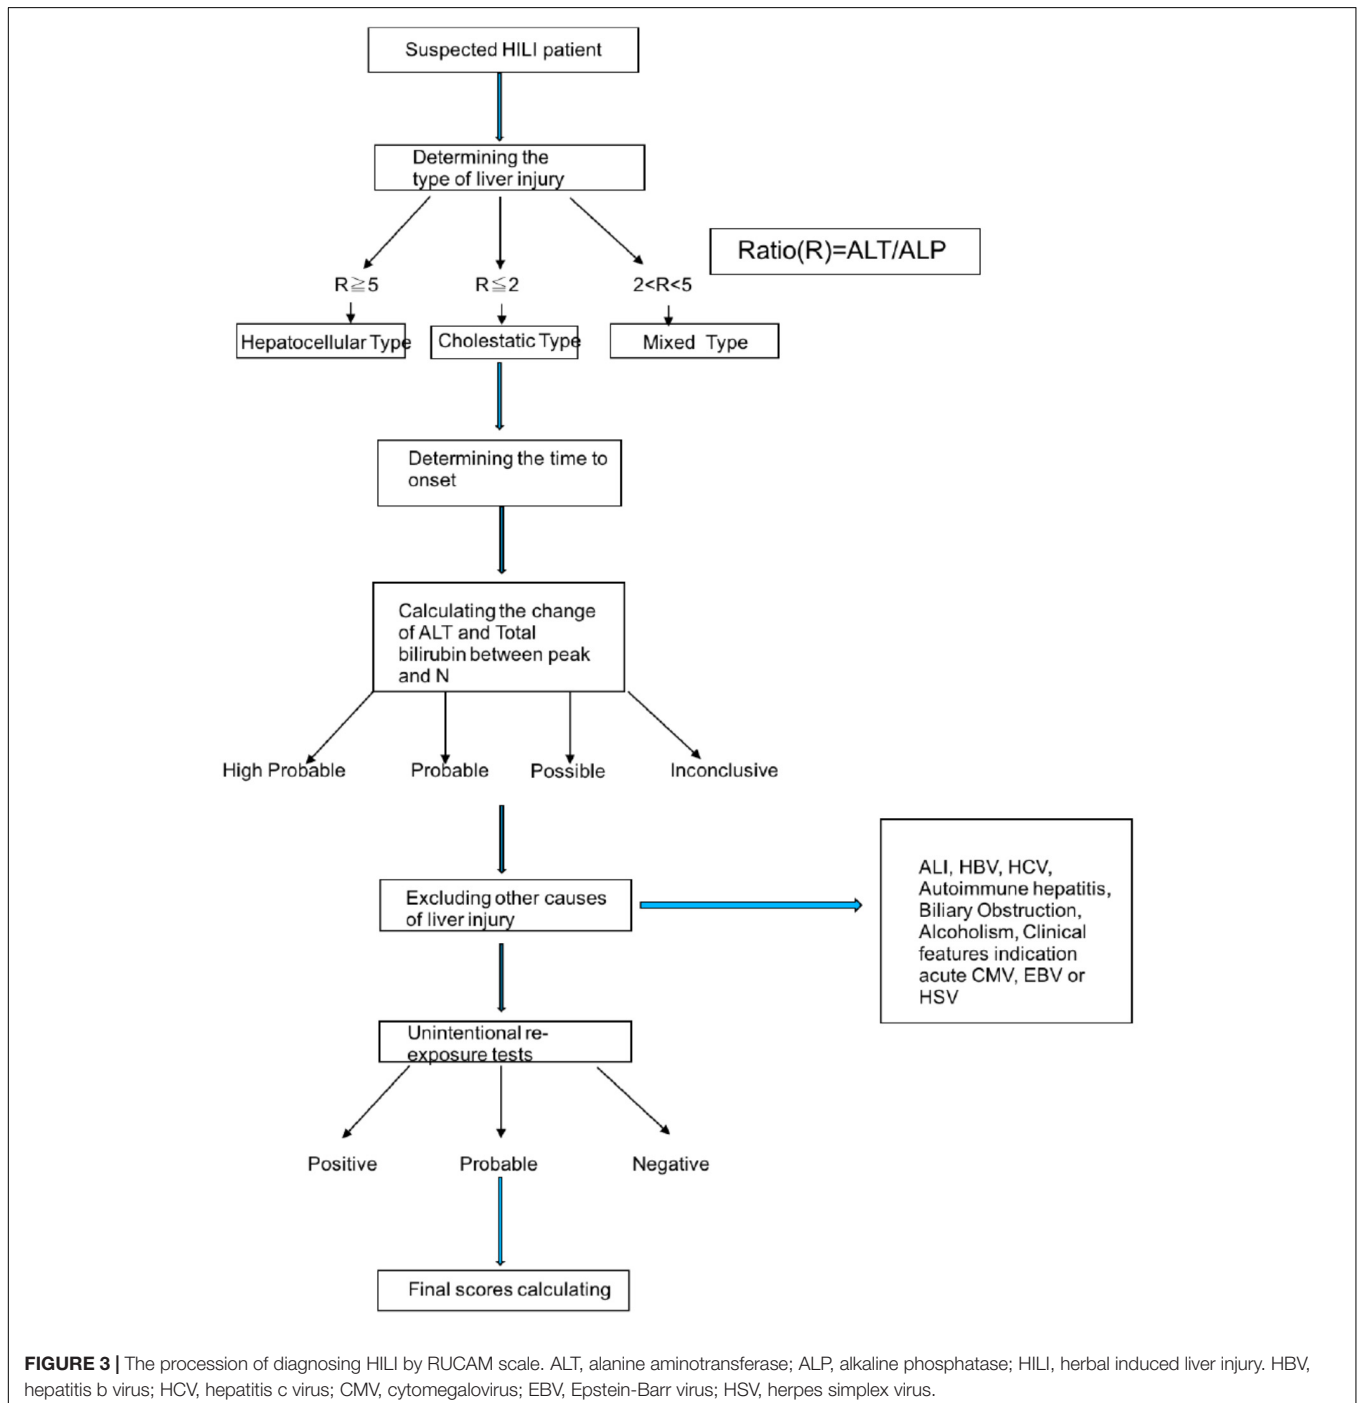 Suspected HILI patient
Determining the
type of liver injury
Ratio(R)=ALT/ALP
R≧5
R≦2
2<R<5
Hepatocellular Type
Cholestatic Type
Mixed Type
Determining the time to
onset
Calculating the change
of ALT and Total
bilirubin between peak
and N
High Probable
Probable
Possible
Inconclusive
Excluding other causes
of liver injury
ALI, HBV, HCV,
Autoimmune hepatitis,
Biliary Obstruction,
Alcoholism, Clinical
features indication
acute CMV, EBV or
HSV
Unintentional re-
exposure tests
Positive
Probable
Negative
Final scores calculating
FIGURE 3 | The procession of diagnosing HILI by RUCAM scale. ALT, alanine aminotransferase; ALP, alkaline phosphatase; HILI, herbal induced liver injury. HBV,
hepatitis b virus; HCV, hepatitis c virus; CMV, cytomegalovirus; EBV, Epstein-Barr virus; HSV, herpes simplex virus.